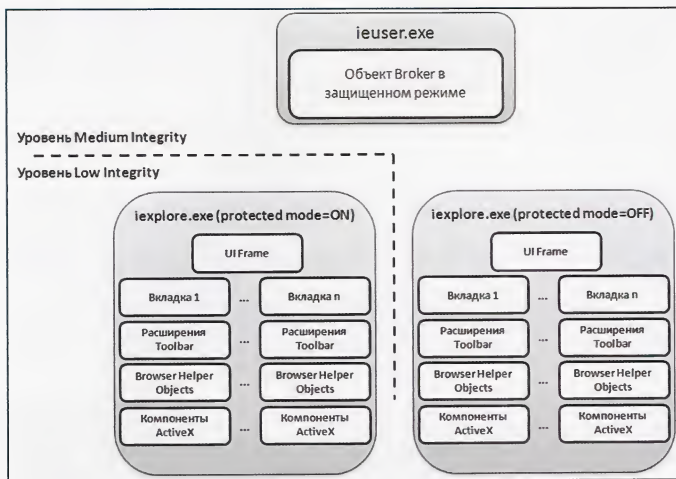 ieuser.exe
Объект Broker в
защищенном режиме
Уровень Medium Integrity
Уровень Low Integrity
iexplore.exe (protected mode=ON)
UI Frame
Вкладка 1
...
Вкладка n
Расширения
Toolbar
...
Расширения
Toolbar
Browser Helper
Objects
...
Browser Helper
Objects
Компоненты
ActiveX
...
Компоненты
ActiveX
iexplore.exe (protected mode=OFF)
UI Frame
Вкладка 1
...
Вкладка n
Расширения
Toolbar
...
Расширения
Toolbar
Browser Helper
Objects
...
Browser Helper
Objects
Компоненты
ActiveX
...
Компоненты
ActiveX